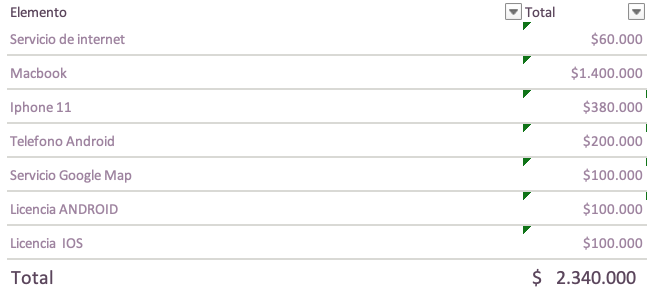 Elemento Total
Servicio de internet $60.000
Macbook $1.400.000
Iphone 11 $380.000
Telefono Android $200.000
Servicio Google Map $100.000
Licencia ANDROID $100.000
Licencia IOS $100.000
Total $ 2.340.000